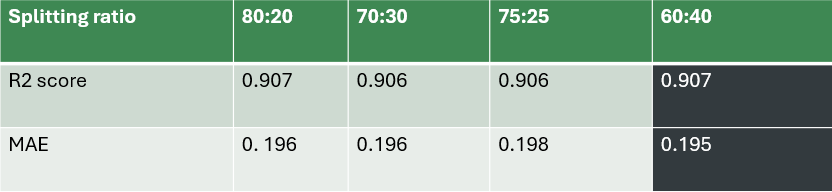 Splitting ratio 80:20 70:30 75:25 60:40
R2 score 0.907 0.906 0.906 0.907
MAE 0. 196 0.196 0.198 0.195